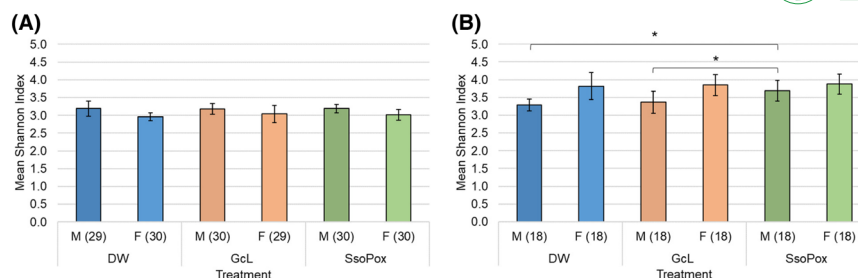 (A)
5.0
4.5
4.0
3.5
3.0
2.5
2.0
1.5
1.0
0.5
0.0
Mean Shannon Index
M (29) F (30) M (30) F (29) M (30) F (30)
DW GcL SsoPox
Treatment
(B)
5.0
4.5
4.0
3.5
3.0
2.5
2.0
1.5
1.0
0.5
0.0
Mean Shannon Index
*
*
M (18) F (18) M (18) F (18) M (18) F (18)
DW GcL SsoPox
Treatment